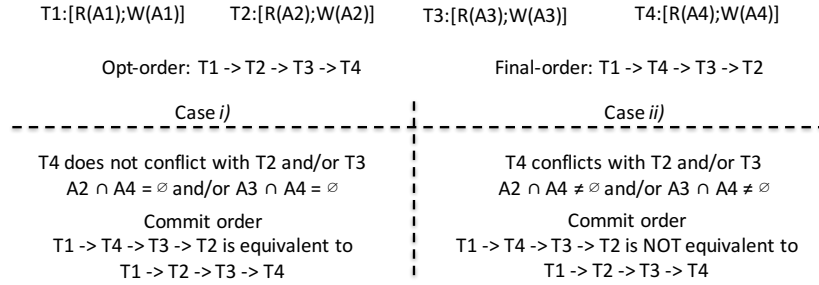 T1:[R(A1);W(A1)] T2:[R(A2);W(A2)] T3:[R(A3);W(A3)] T4:[R(A4);W(A4)]
Opt-order: T1 -> T2 -> T3 -> T4
Final-order: T1 -> T4 -> T3 -> T2
Case i)
T4 does not conflict with T2 and/or T3
A2 ∩ A4 = ∅ and/or A3 ∩ A4 = ∅
Commit order
T1 -> T4 -> T3 -> T2 is equivalent to
T1 -> T2 -> T3 -> T4
Case ii)
T4 conflicts with T2 and/or T3
A2 ∩ A4 ≠ ∅ and/or A3 ∩ A4 ≠ ∅
Commit order
T1 -> T4 -> T3 -> T2 is NOT equivalent to
T1 -> T2 -> T3 -> T4